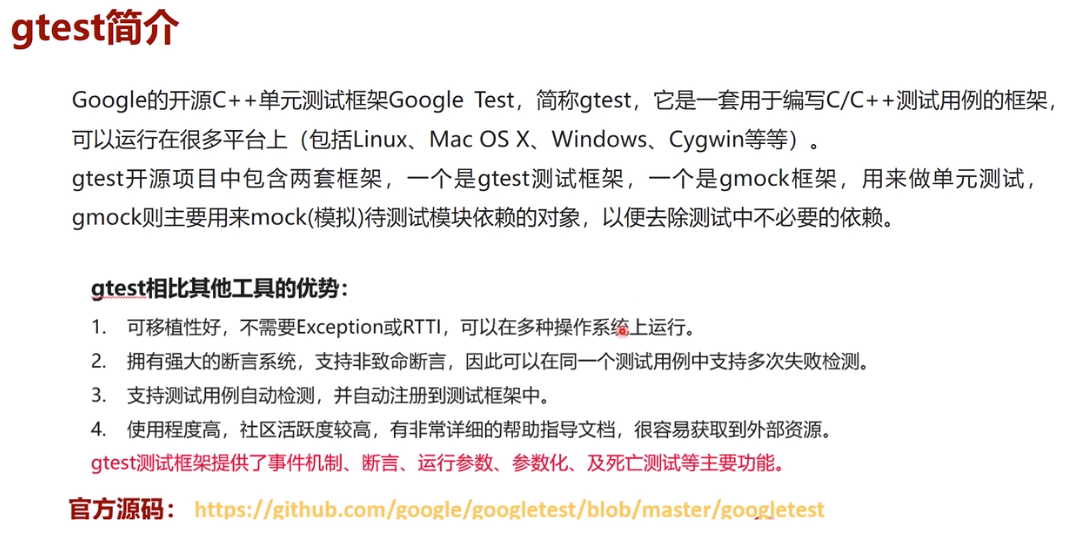 gtest简介
Google的开源C++单元测试框架Google Test，简称gtest，它是一套用于编写C/C++测试用例的框架，
可以运行在很多平台上（包括Linux、Mac OS X、Windows、Cygwin等等）。
gtest开源项目中包含两套框架，一个是gtest测试框架，一个是gmock框架，用来做单元测试，
gmock则主要用来mock(模拟)待测试模块依赖的对象，以便去除测试中不必要的依赖。
gtest相比其他工具的优势：
1. 可移植性好，不需要Exception或RTTI，可以在多种操作系统上运行。
2. 拥有强大的断言系统，支持非致命断言，因此可以在同一个测试用例中支持多次失败检测。
3. 支持测试用例自动检测，并自动注册到测试框架中。
4. 使用程度高，社区活跃度较高，有非常详细的帮助指导文档，很容易获取到外部资源。
gtest测试框架提供了事件机制、断言、运行参数、参数化、及死亡测试等主要功能。
官方源码： https://github.com/google/googletest/blob/master/googletest